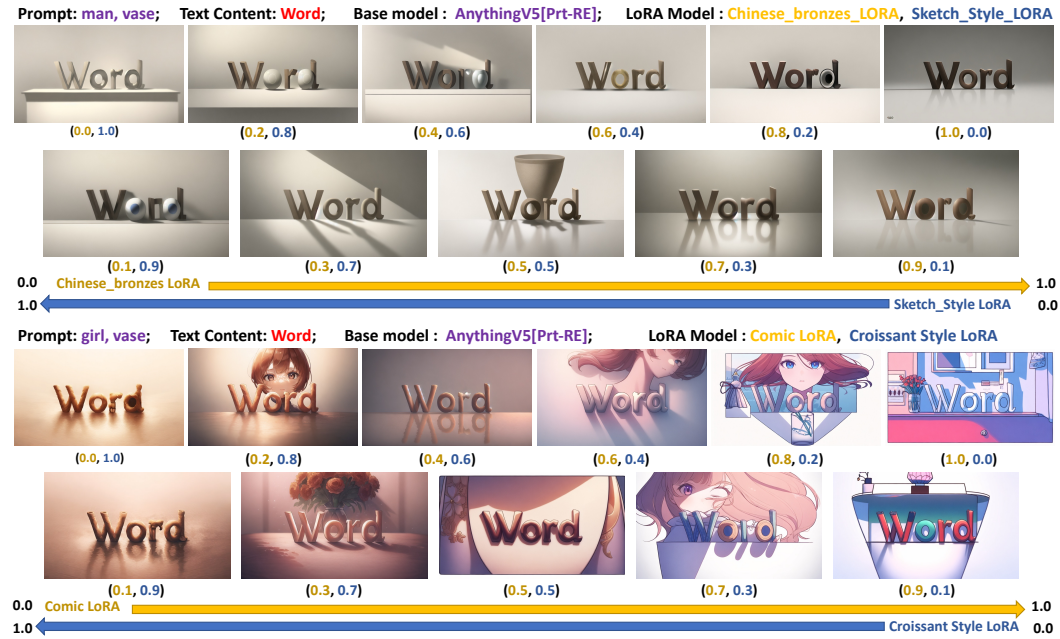 Prompt: man, vase; Text Content: Word; Base model : AnythingV5[Prt-RE]; LoRA Model : Chinese_bronzes_LORA, Sketch_Style_LORA
Word Word Word Word Word Word
(0.0, 1.0) (0.2, 0.8) (0.4, 0.6) (0.6, 0.4) (0.8, 0.2) (1.0, 0.0)
Word Word Word Word Word
(0.1, 0.9) (0.3, 0.7) (0.5, 0.5) (0.7, 0.3) (0.9, 0.1)
0.0 Chinese_bronzes LoRA 1.0
1.0 Sketch_Style LoRA 0.0
Prompt: girl, vase; Text Content: Word; Base model : AnythingV5[Prt-RE]; LoRA Model : Comic LoRA, Croissant Style LoRA
Word Word Word Word Word Word
(0.0, 1.0) (0.2, 0.8) (0.4, 0.6) (0.6, 0.4) (0.8, 0.2) (1.0, 0.0)
Word Word Word Word Word
(0.1, 0.9) (0.3, 0.7) (0.5, 0.5) (0.7, 0.3) (0.9, 0.1)
0.0 Comic LoRA 1.0
1.0 Croissant Style LoRA 0.0